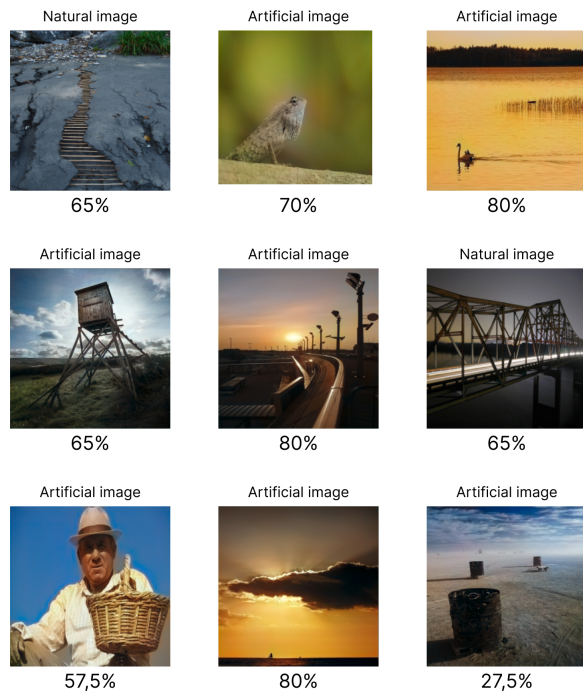 Natural image
Artificial image
Artificial image
65%
70%
80%
Artificial image
Artificial image
Natural image
65%
80%
65%
Artificial image
Artificial image
Artificial image
57,5%
80%
27,5%